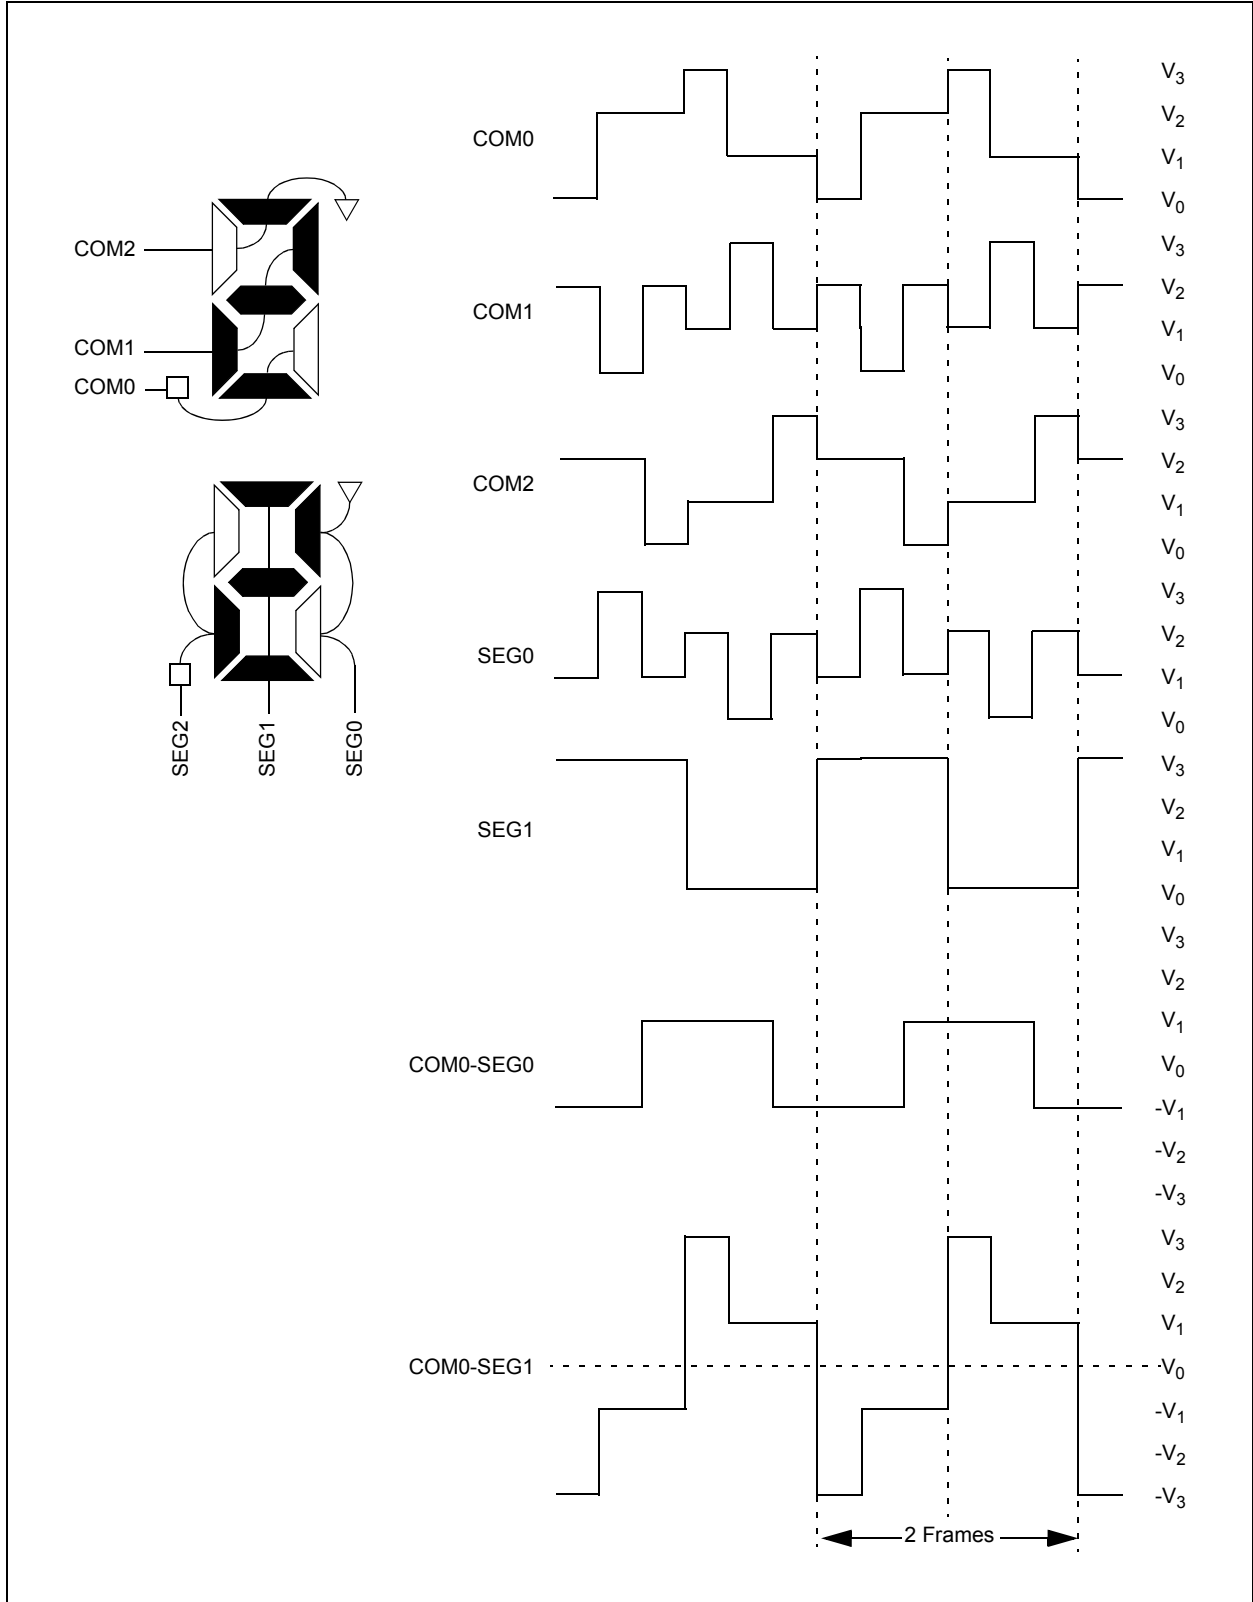 COM2
COM1
COM0
SEG2
SEG1
SEG0
COM0
V3
V2
V1
V0
COM1
V3
V2
V1
V0
COM2
V3
V2
V1
V0
SEG0
V3
V2
V1
V0
SEG1
V3
V2
V1
V0
COM0-SEG0
V3
V2
V1
V0
-V1
-V2
-V3
COM0-SEG1
V3
V2
V1
V0
-V1
-V2
-V3
2 Frames